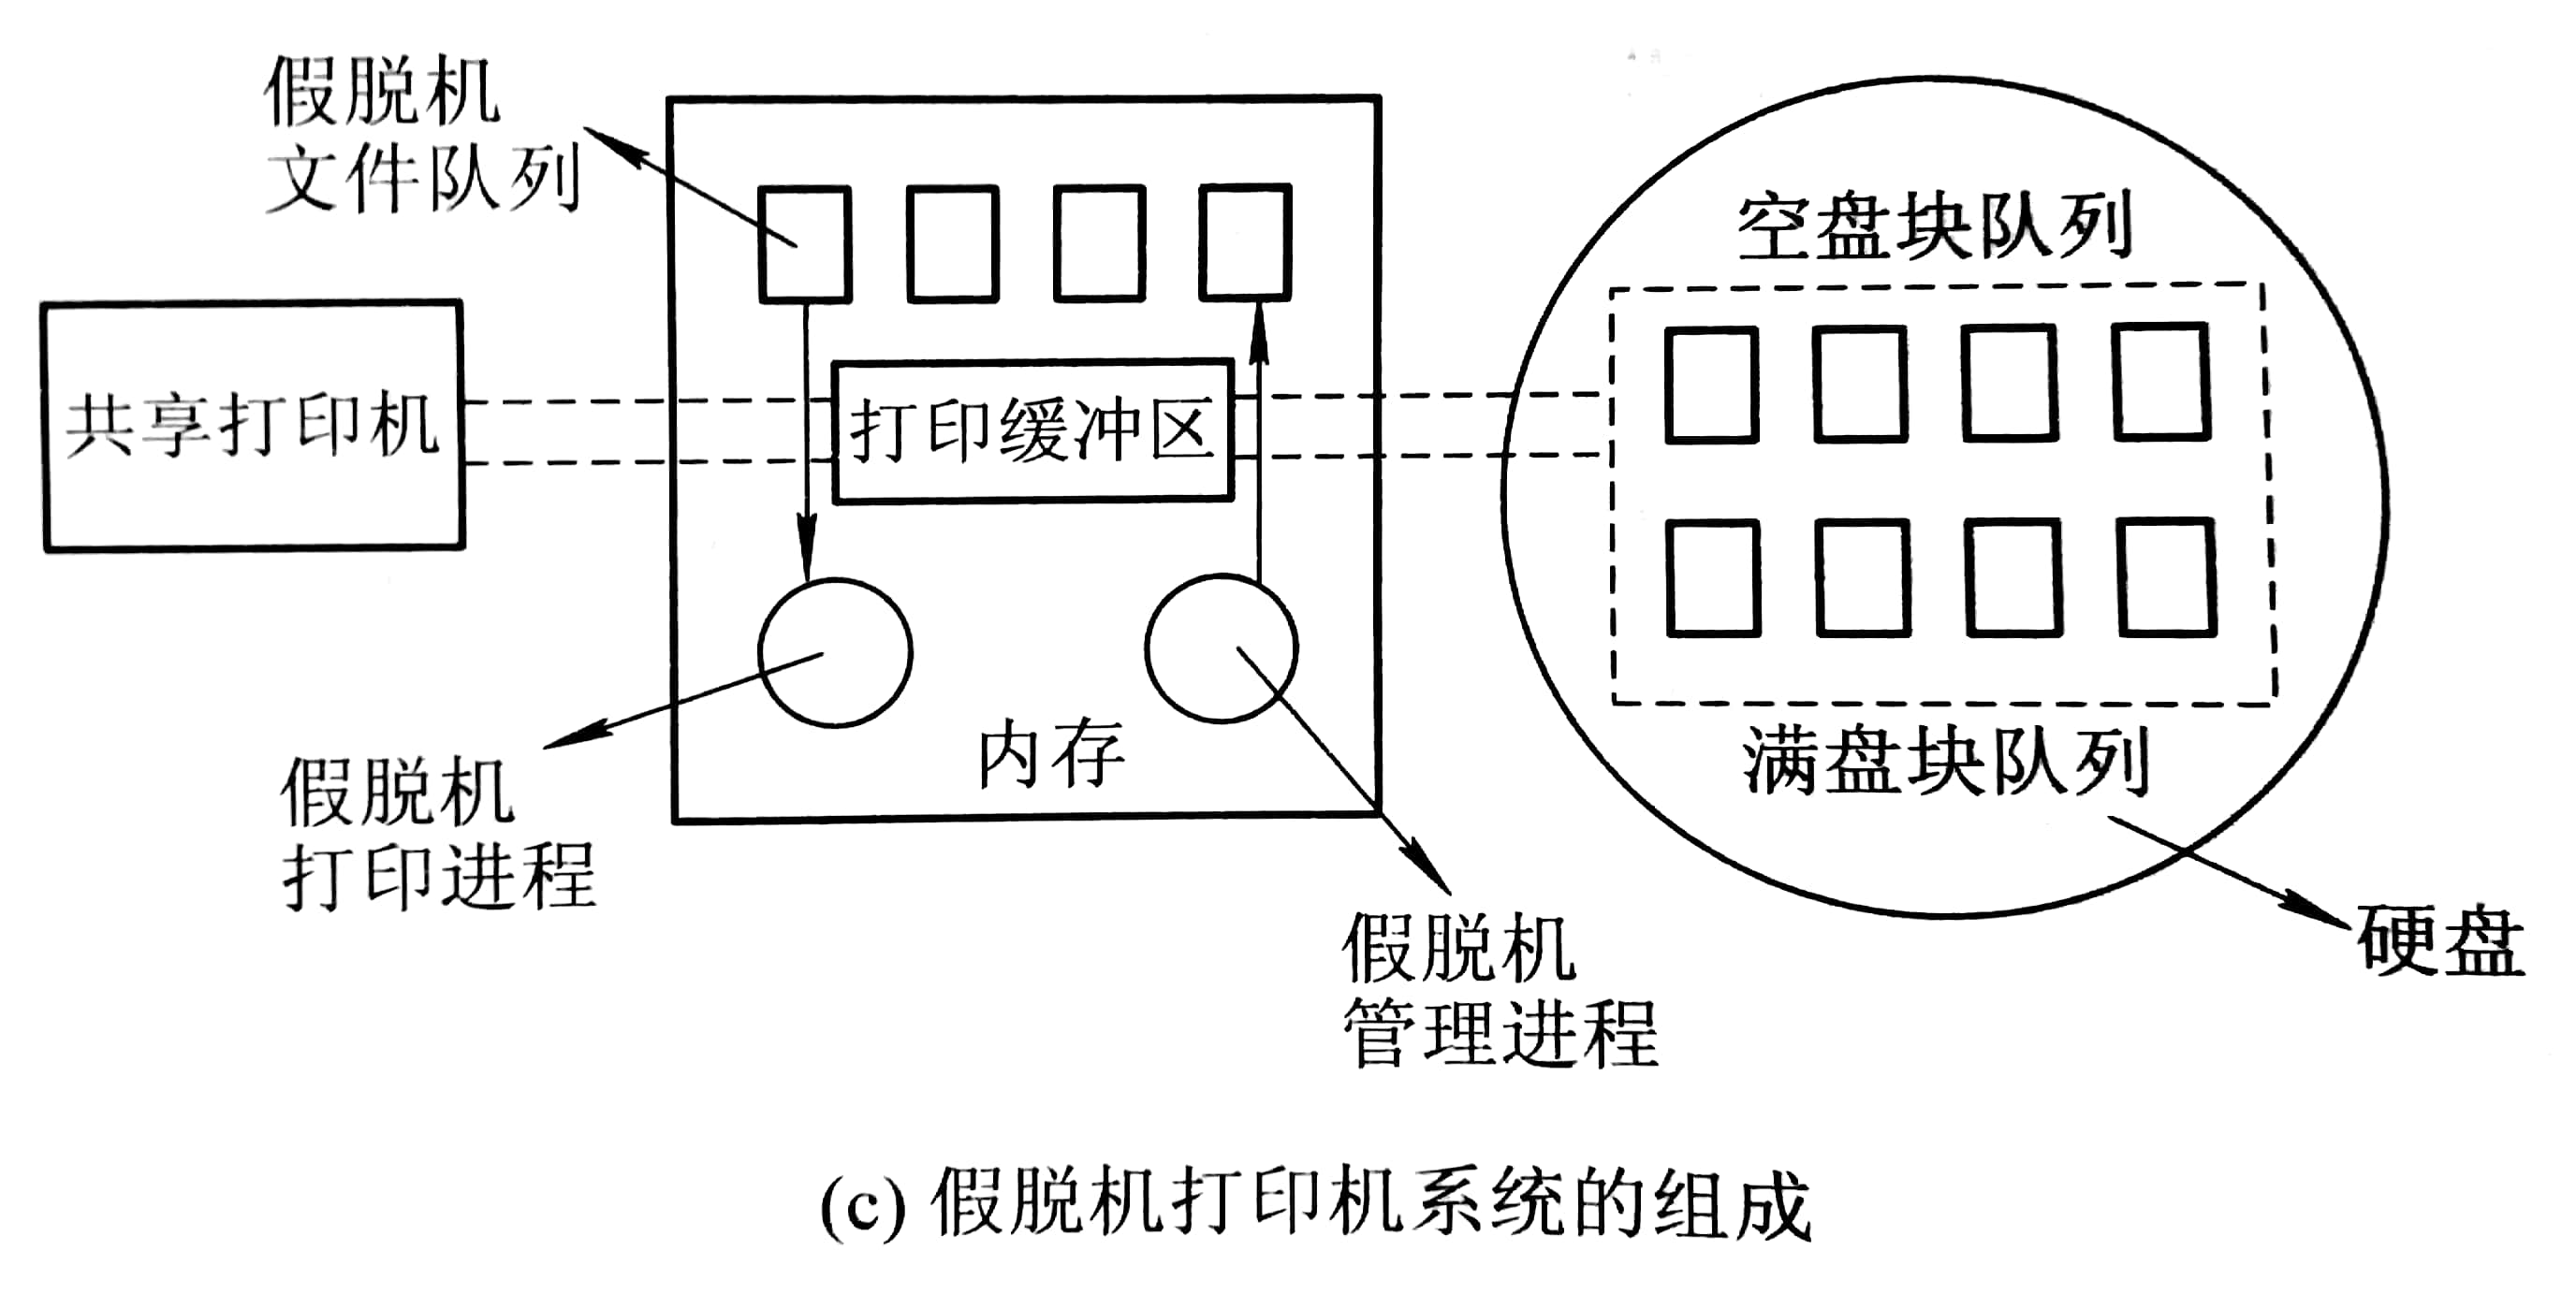 假脱机
文件队列
共享打印机
打印缓冲区
内存
假脱机
打印进程
假脱机
管理进程
空盘块队列
满盘块队列
硬盘
(c) 假脱机打印机系统的组成